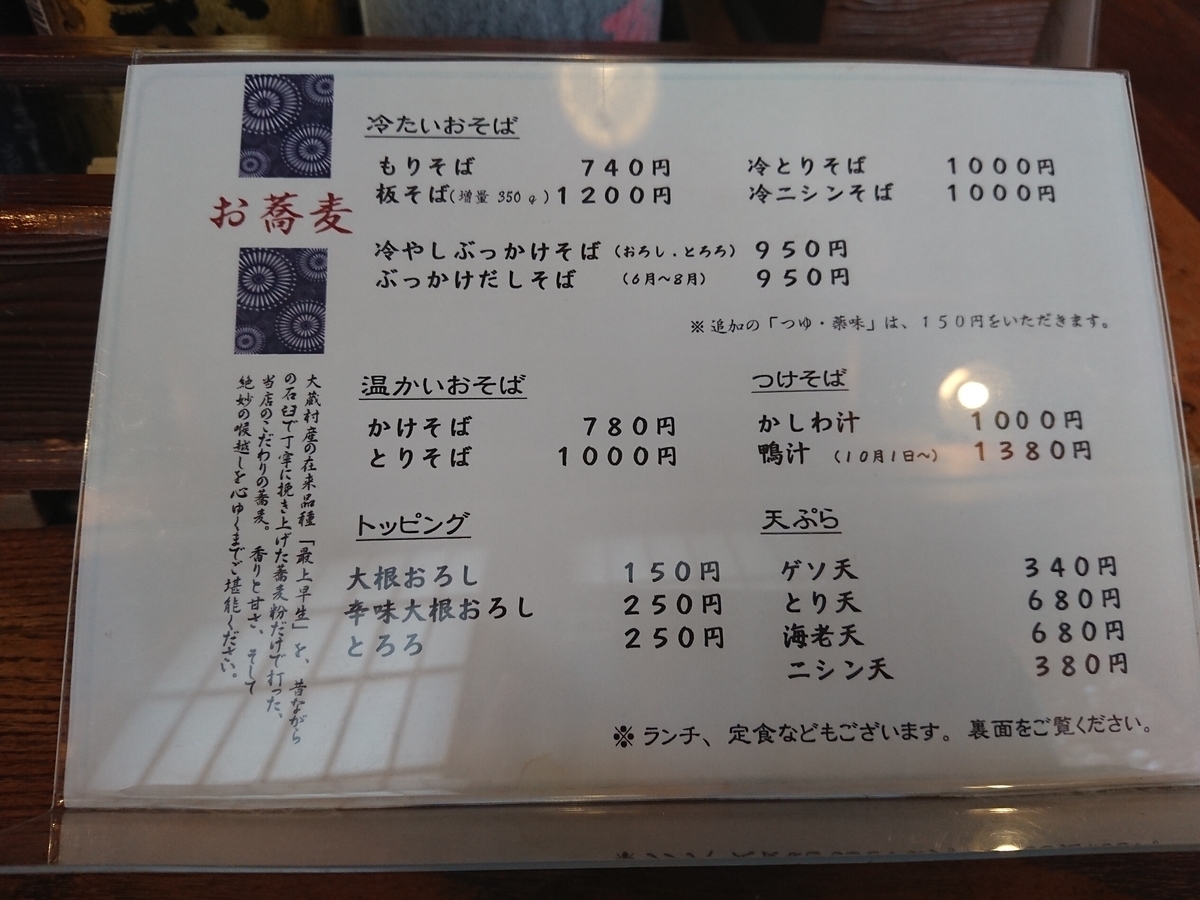 お蕎麦
大蔵村産の在来品種「最上早生」を、昔ながら
の石臼で丁寧に挽き上げた蕎麦粉だけで打った、
当店のこだわりの蕎麦。香りと甘さ、そして
絶妙の喉越しを心ゆくまでご堪能ください。
冷たいおそば
もりそば ７４０円
板そば(増量 350ｇ) １２００円
冷とりそば １０００円
冷ニシンそば １０００円
冷やしぶっかけそば (おろし.とろろ) ９５０円
ぶっかけだしそば (6月〜8月) ９５０円
※追加の「つゆ・薬味」は、１５０円をいただきます。
温かいおそば
かけそば ７８０円
とりそば １０００円
つけそば
かしわ汁 １０００円
鴨汁 (１０月１日〜) １３８０円
トッピング
大根おろし １５０円
辛味大根おろし ２５０円
とろろ ２５０円
天ぷら
ゲソ天 ３４０円
とり天 ６８０円
海老天 ６８０円
ニシン天 ３８０円
※ランチ、定食などもございます。裏面をご覧ください。